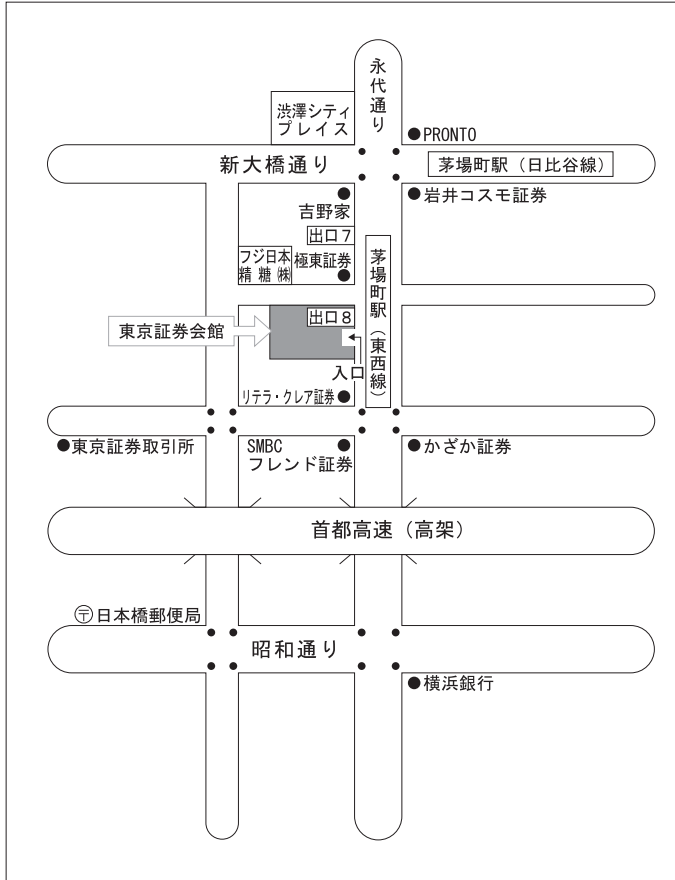 永代通り
渋澤シティ
プレイス
●PRONTO
新大橋通り
茅場町駅（日比谷線）
吉野家
●岩井コスモ証券
出口７
フジ日本
精糖㈱
極東証券
茅場町駅（東西線）
出口８
東京証券会館
入口
リテラ・クレア証券
●東京証券取引所
SMBC
フレンド証券
●かざか証券
首都高速（高架）
〒日本橋郵便局
昭和通り
●横浜銀行